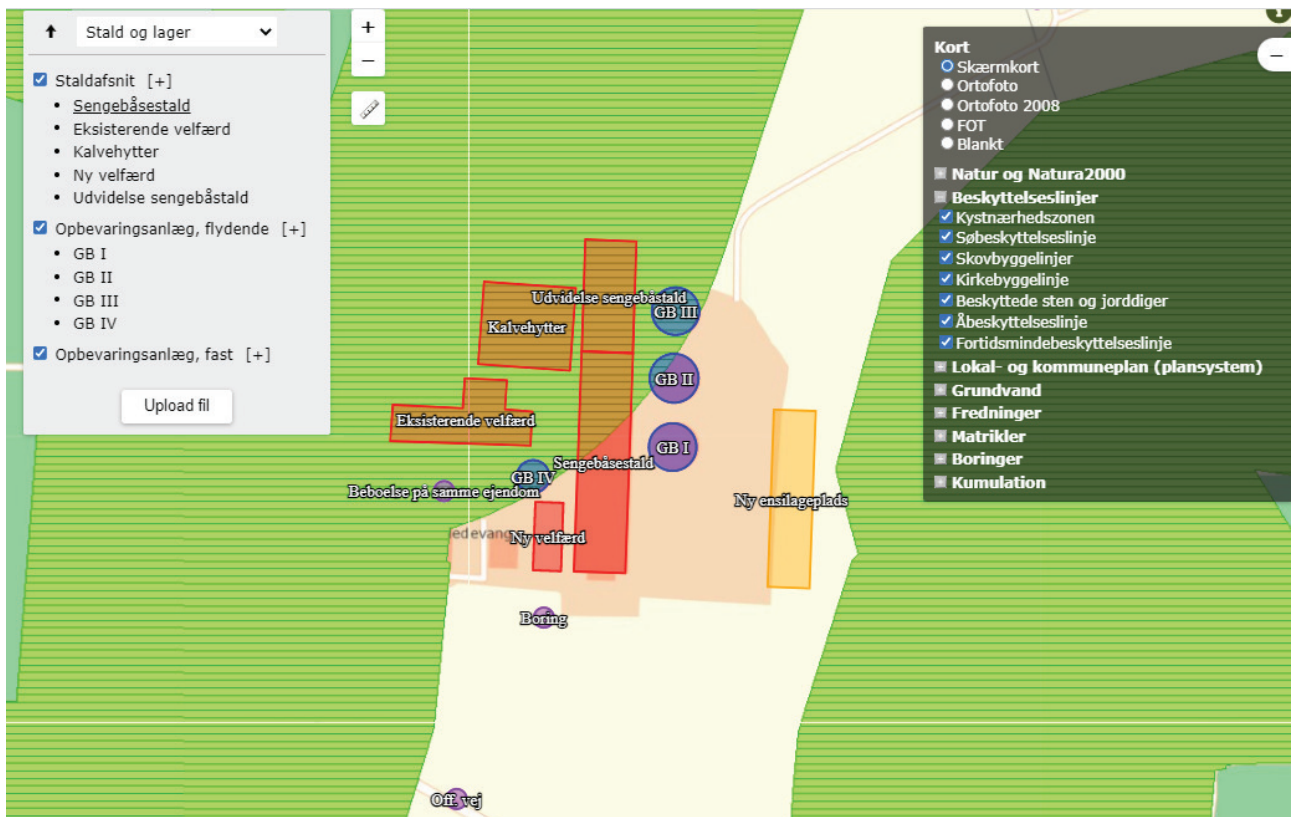 Stald og lager
Staldafsnit [+]
Sengebåsestald
Eksisterende velfærd
Kalvehytter
Ny velfærd
Udvidelse sengebåstald
Opbevaringsanlæg, flydende [+]
GB I
GB II
GB III
GB IV
Opbevaringsanlæg, fast [+]
Upload fil
+
−
Udvidelse sengebåstald
GB III
Kalvehytter
GB II
Eksisterende velfærd
GB I
Sengebåsestald
GB IV
Beboelse på samme ejendom
Ny ensilageplads
edevang
Ny velfærd
Boring
Off. vej
Kort
Skærmkort
Ortofoto
Ortofoto 2008
FOT
Blankt
Natur og Natura2000
Beskyttelseslinjer
Kystnærhedszonen
Søbeskyttelseslinje
Skovbyggelinjer
Kirkebyggelinje
Beskyttede sten og jorddiger
Åbeskyttelseslinje
Fortidsmindebeskyttelseslinje
Lokal- og kommuneplan (plansystem)
Grundvand
Fredninger
Matrikler
Boringer
Kumulation
−